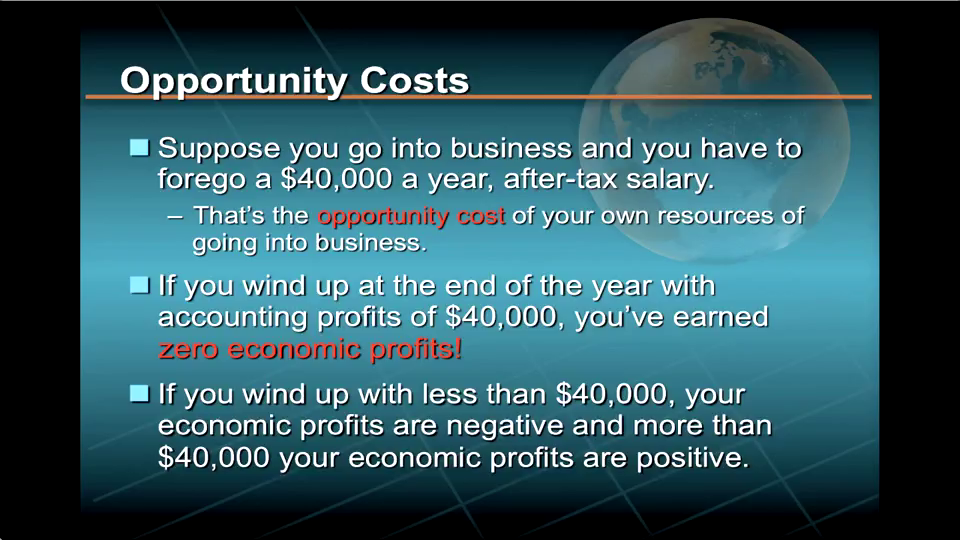 Opportunity Costs
Suppose you go into business and you have to
forego a $40,000 a year, after-tax salary.
– That's the opportunity cost of your own resources of
going into business.
If you wind up at the end of the year with
accounting profits of $40,000, you've earned
zero economic profits!
If you wind up with less than $40,000, your
economic profits are negative and more than
$40,000 your economic profits are positive.